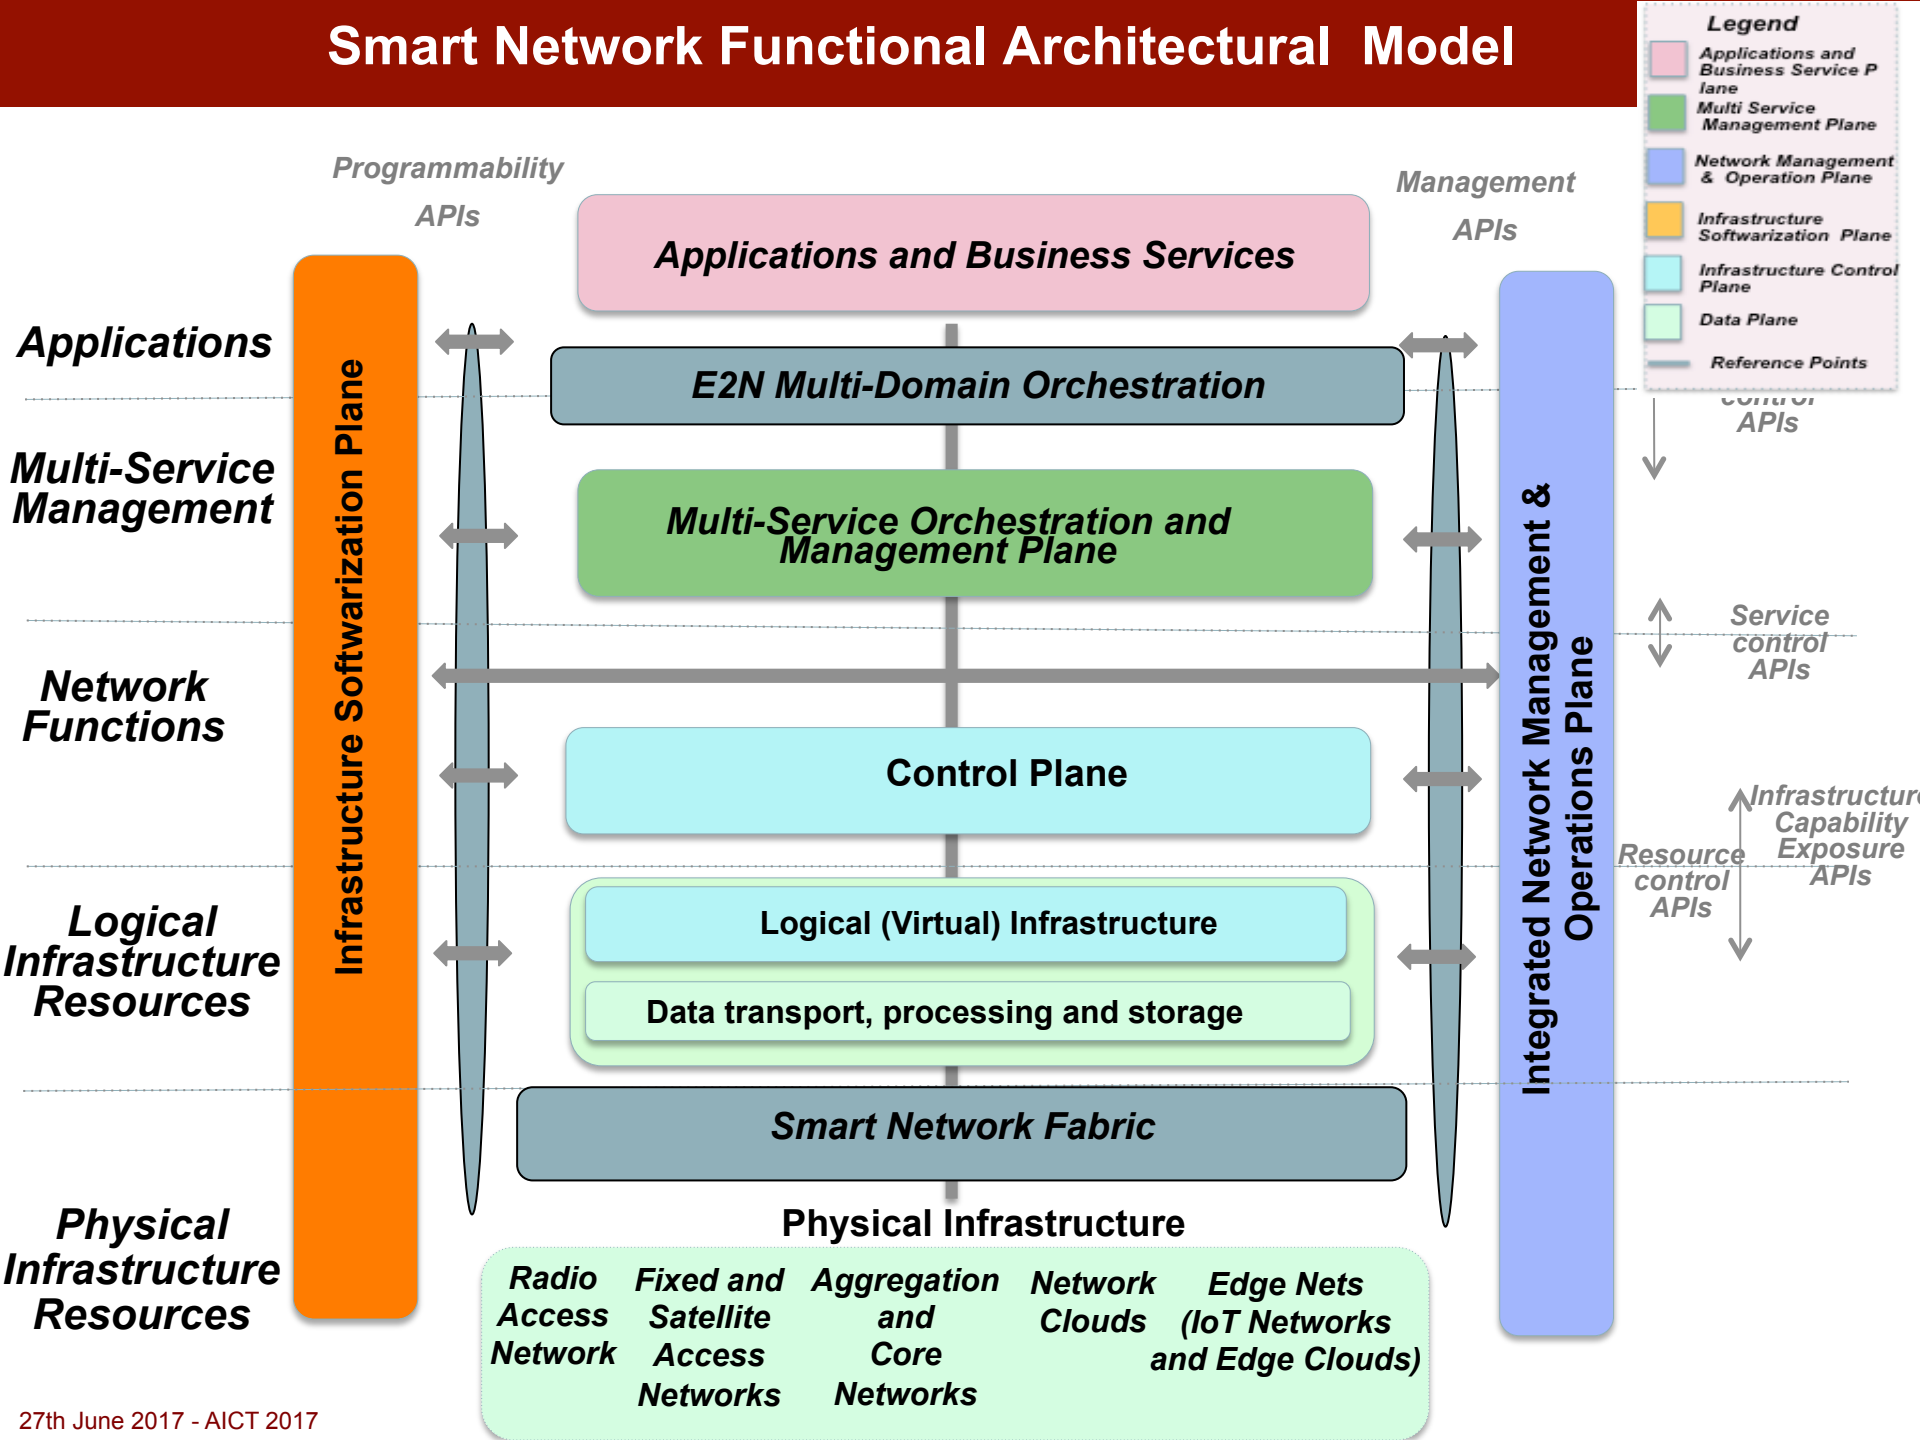 Smart Network Functional Architectural  Model
Legend
Applications and
Business Service P
lane
Multi Service
Management Plane
Network Management
& Operation Plane
Infrastructure
Softwarization Plane
Infrastructure Control
Plane
Data Plane
Reference Points
Programmability
APIs
Management
APIs
Applications and Business Services
Applications
E2N Multi-Domain Orchestration
control
APIs
Multi-Service
Management
Multi-Service Orchestration and
Management Plane
Infrastructure Softwarization Plane
Integrated Network Management &
Operations Plane
Service
control
APIs
Network
Functions
Control Plane
Infrastructure
Capability
Exposure
APIs
Resource
control
APIs
Logical
Infrastructure
Resources
Logical (Virtual) Infrastructure
Data transport, processing and storage
Smart Network Fabric
Physical
Infrastructure
Resources
Physical Infrastructure
Radio
Access
Network
Fixed and
Satellite
Access
Networks
Aggregation
and
Core
Networks
Network
Clouds
Edge Nets
(IoT Networks
and Edge Clouds)
27th June 2017 - AICT 2017